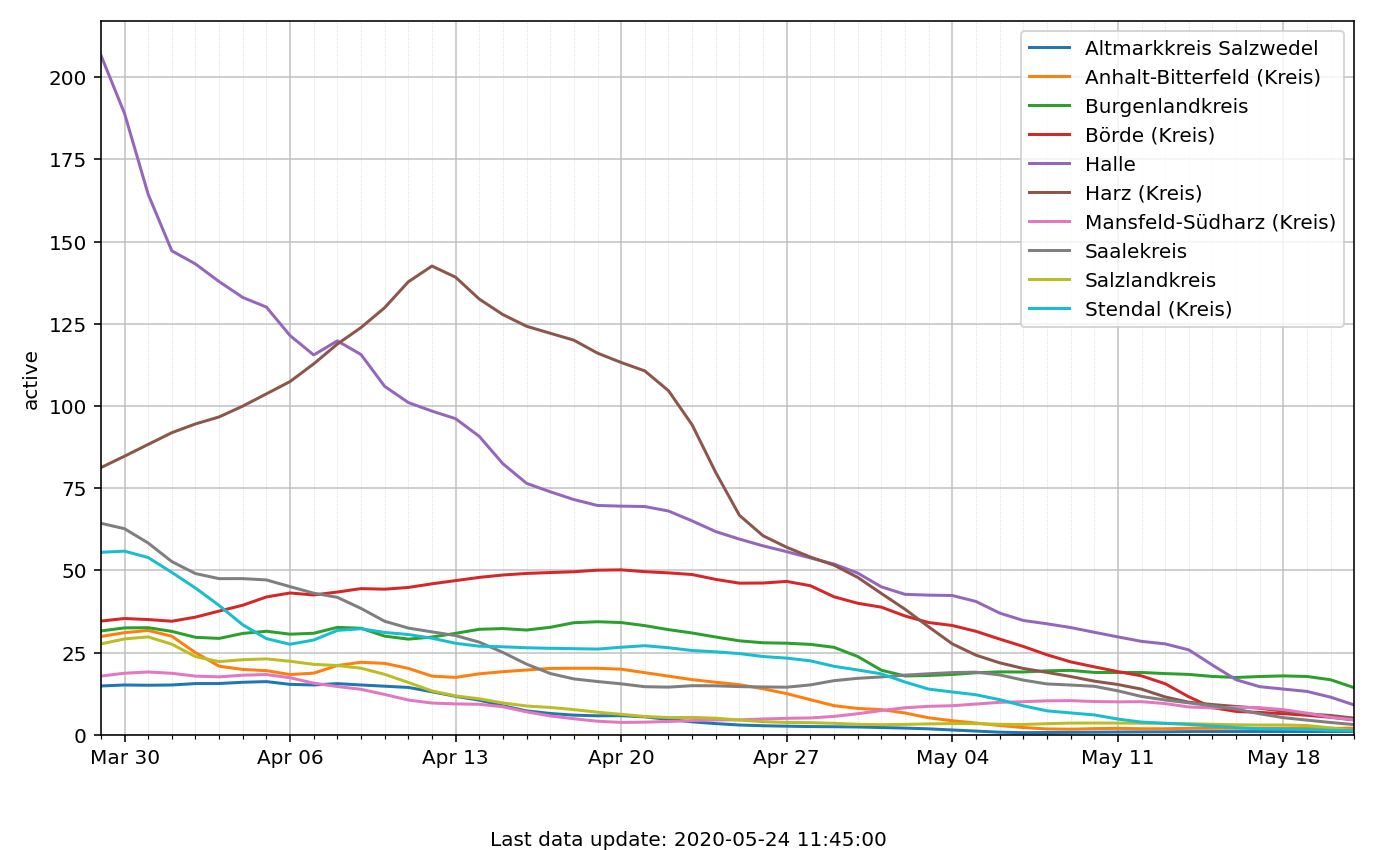 200
175
150
125
100
75
50
25
0
active
Altmarkkreis Salzwedel
Anhalt-Bitterfeld (Kreis)
Burgenlandkreis
Börde (Kreis)
Halle
Harz (Kreis)
Mansfeld-Südharz (Kreis)
Saalekreis
Salzlandkreis
Stendal (Kreis)
Mar 30 Apr 06 Apr 13 Apr 20 Apr 27 May 04 May 11 May 18
Last data update: 2020-05-24 11:45:00